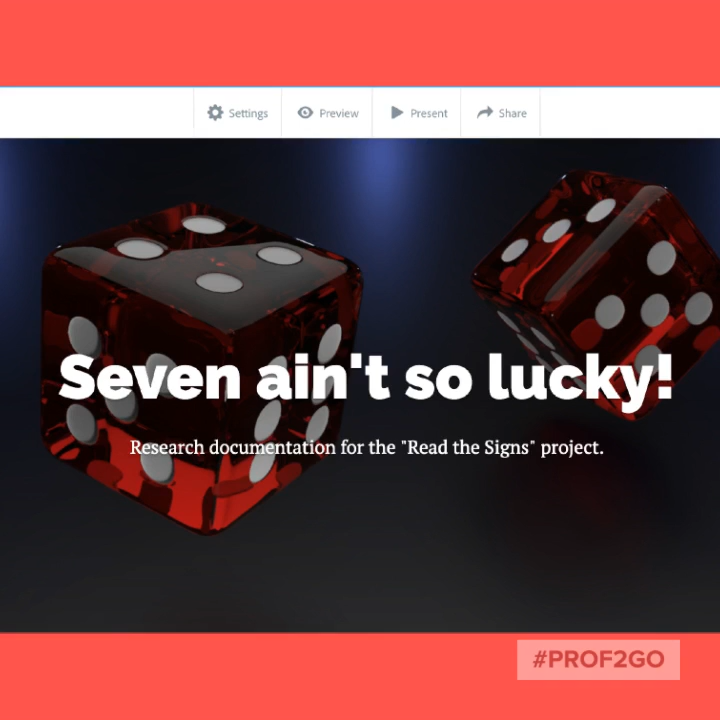 Settings Preview Present Share
Seven ain't so lucky!
Research documentation for the "Read the Signs" project.
#PROF2GO